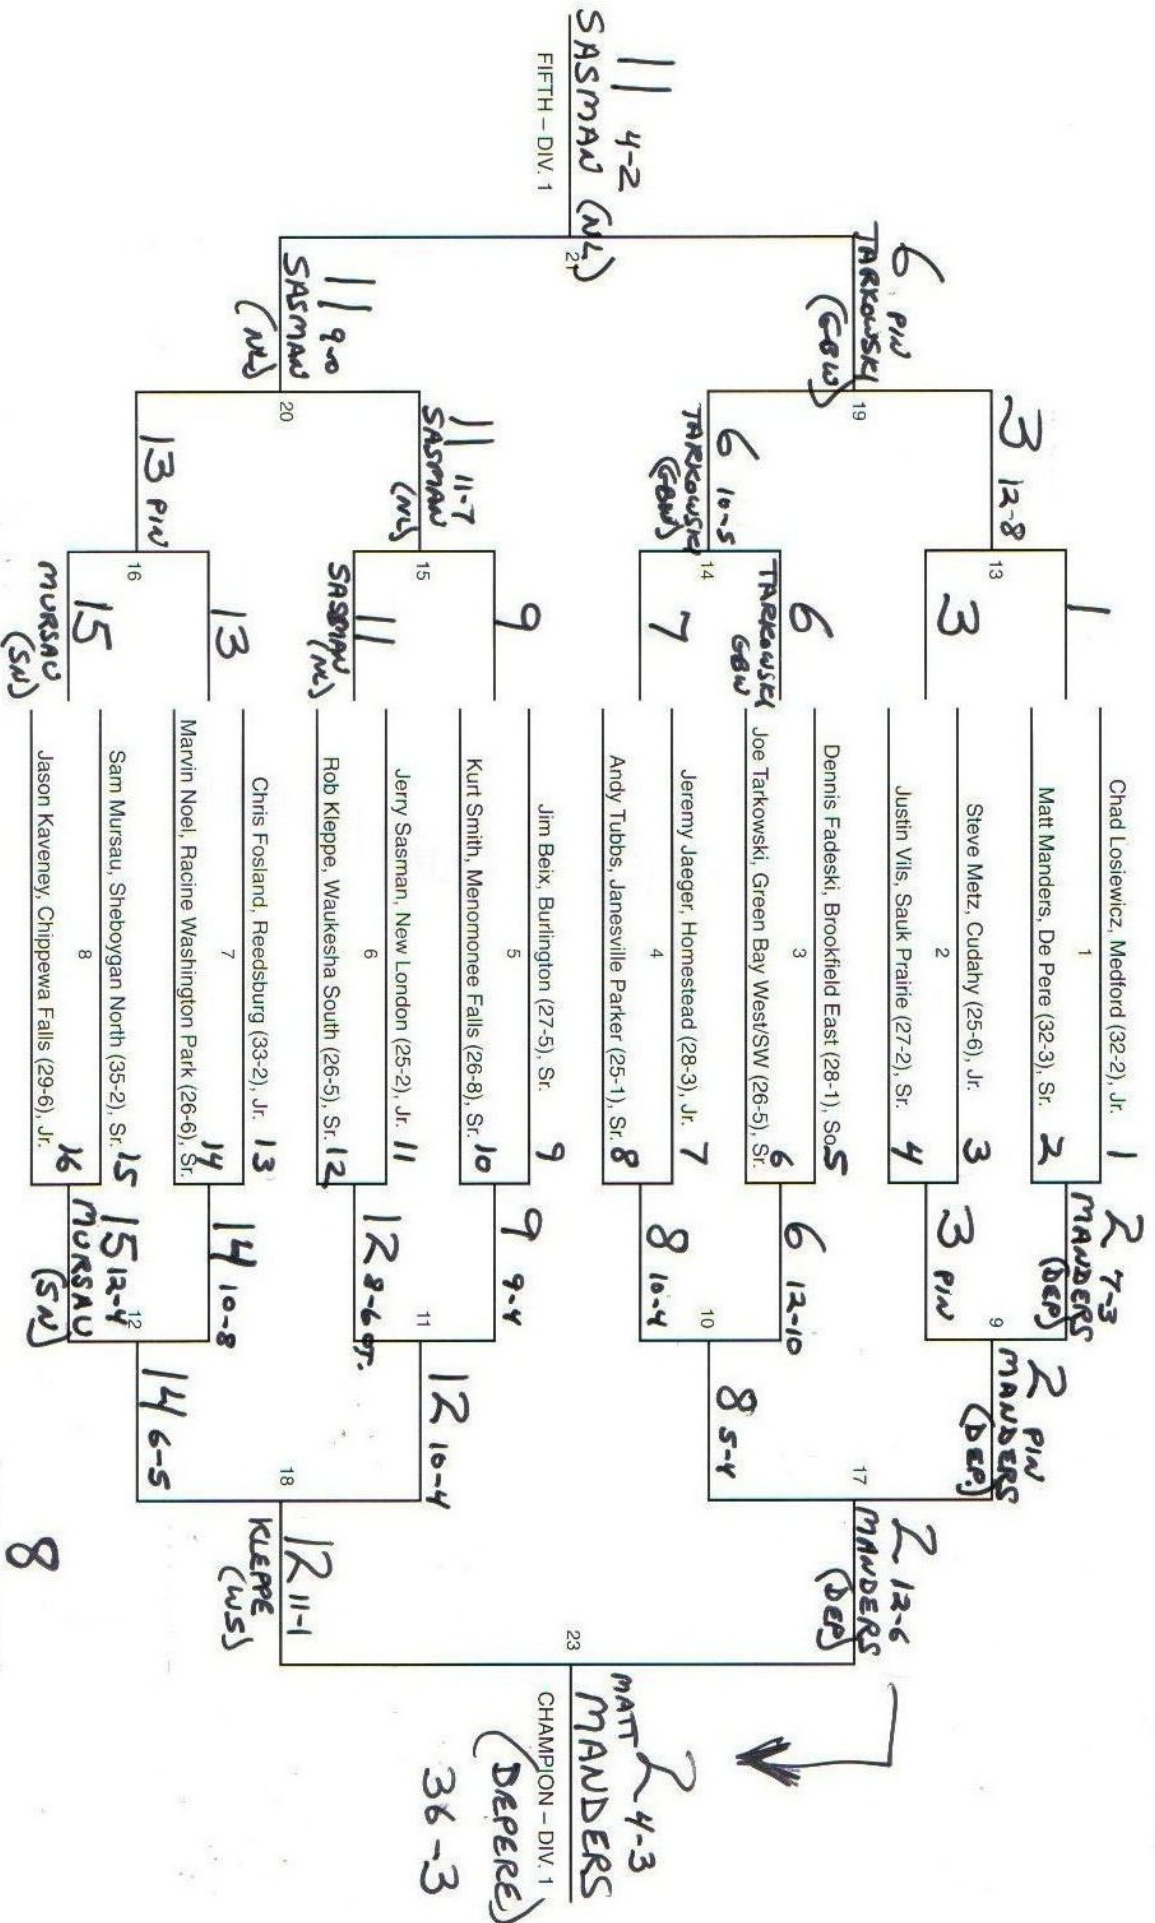 Chad Losiewicz, Medford (32-2), Jr. 1
1
Matt Manders, De Pere (32-3), Sr. 2
Steve Metz, Cudahy (25-6), Jr. 3
2
Justin Vils, Sauk Prairie (27-2), Sr. 4
Dennis Fadeski, Brookfield East (28-1), So. 5
3
Joe Tarkowski, Green Bay West/SW (26-5), Sr. 6
Jeremy Jaeger, Homestead (28-3), Jr. 7
4
Andy Tubbs, Janesville Parker (25-1), Sr. 8
Jim Beix, Burlington (27-5), Sr. 9
5
Kurt Smith, Menomonee Falls (26-8), Sr. 10
Jerry Sasman, New London (25-2), Jr. 11
6
Rob Kleppe, Waukesha South (26-5), Sr. 12
Chris Fosland, Reedsburg (33-2), Jr. 13
7
Marvin Noel, Racine Washington Park (26-6), Sr. 14
Sam Mursau, Sheboygan North (35-2), Sr. 15
8
Jason Kaveney, Chippewa Falls (29-6), Jr. 16
2 7-3
MANDERS
(DEP)
9
3 PIN
6 12-10
10
8 10-4
9 9-4
11
12 8-6 OT.
14 10-8
12
15 12-4
MURSAU
(SN)
2 PIN
MANDERS
(DEP.)
17
8 5-4
12 10-4
18
14 6-5
2 12-6
MANDERS
(DEP)
23
12 11-1
KLEPPE
(WS)
2 4-3
MATT
MANDERS
CHAMPION – DIV. 1
(DEPERE)
36-3
8
1
13
3
6
TARKOWSKI
GBW
14
7
9
15
11
SASMAN
(NL)
13
16
15
MURSAU
(SN)
3 12-8
19
6 10-5
TARKOWSKI
(GBW)
11 11-7
SASMAN
(NL)
20
13 PIN
6 PIN
TARKOWSKI
(GBW)
21
11 9-0
SASMAN
(NL)
11 4-2
SASMAN (NL)
FIFTH – DIV. 1